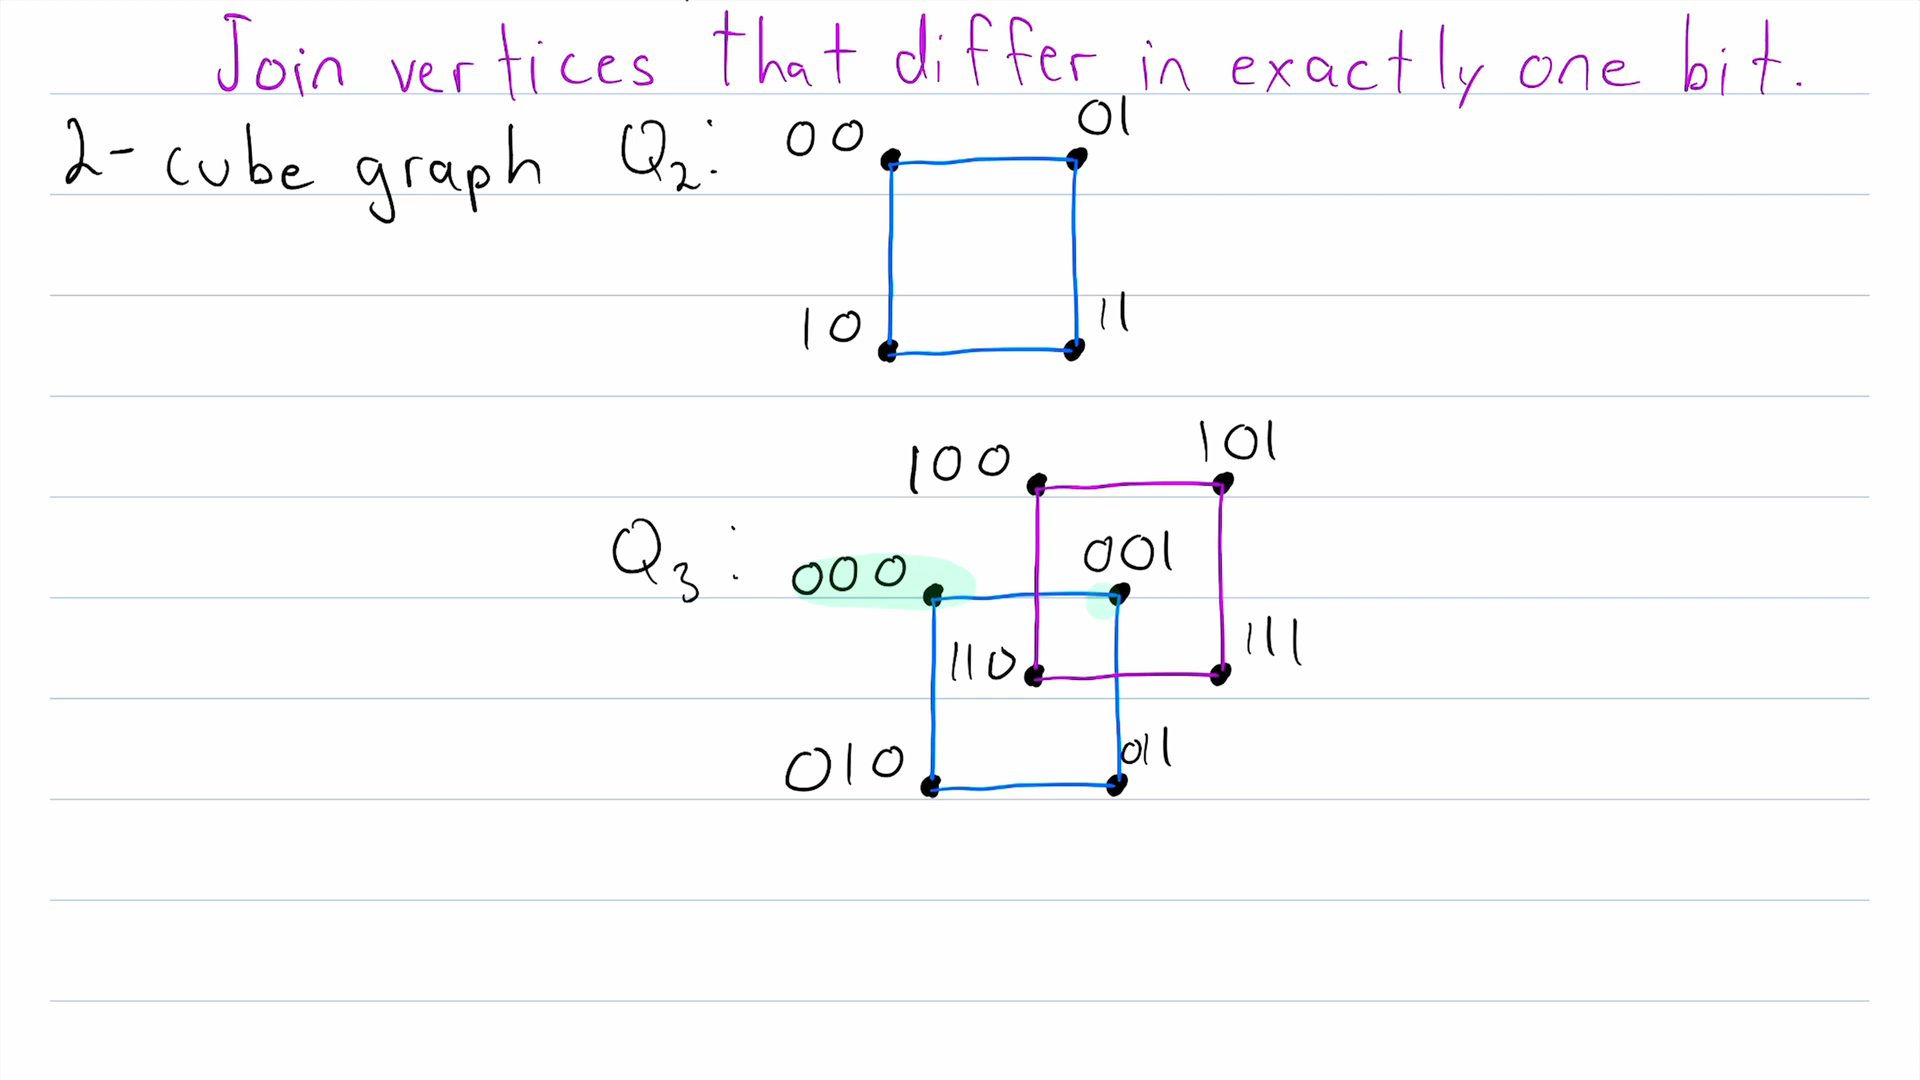 Join vertices that differ in exactly one bit.
2-cube graph Q2: 00 01
10 11
100 101
Q3: 000 001
110 111
010 011